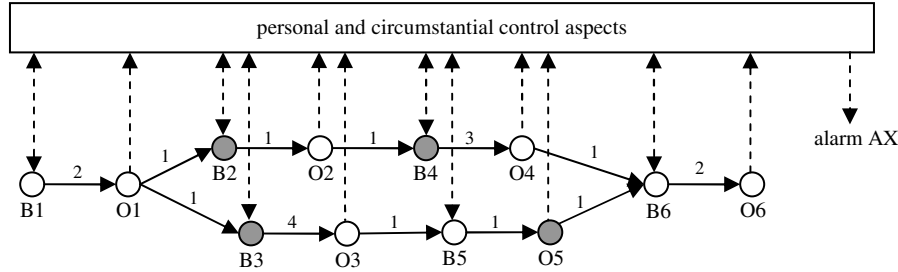 personal and circumstantial control aspects
alarm AX
1 1 1 3 1
B2 O2 B4 O4
2 2
B1 O1 B6 O6
1 4 1 1 1
B3 O3 B5 O5